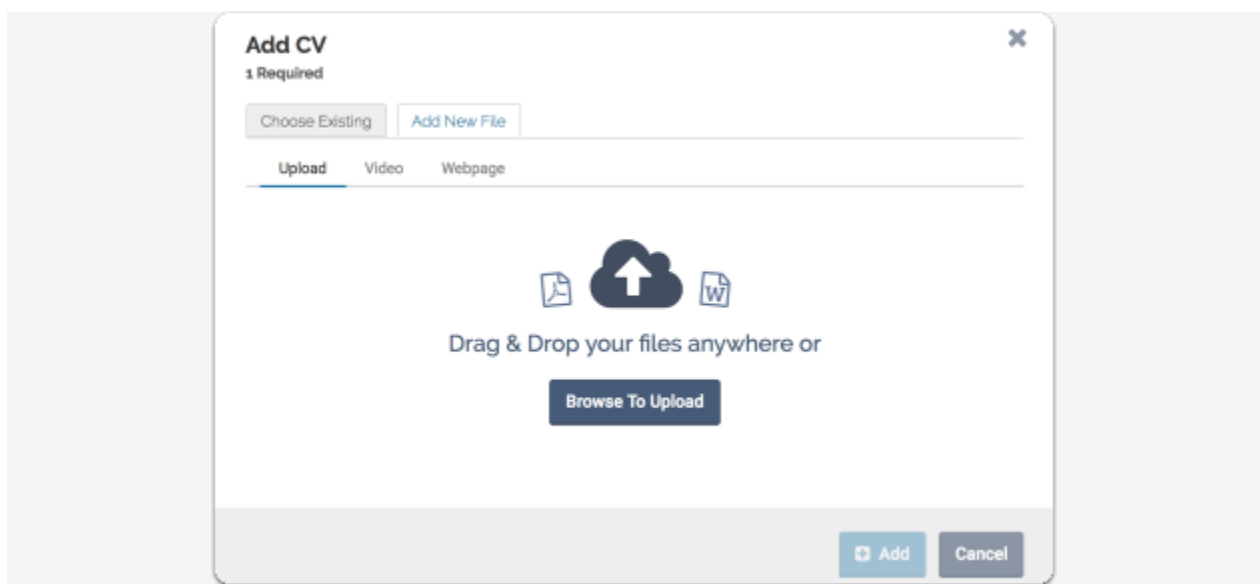 Add CV
1 Required
Choose Existing Add New File
Upload Video Webpage
W
Drag & Drop your files anywhere or
Browse To Upload
Add Cancel